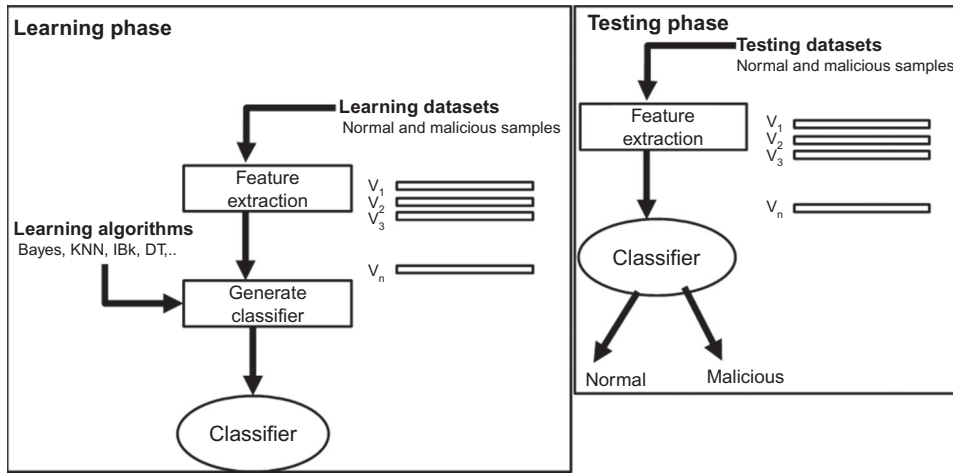 Learning phase
Learning datasets
Normal and malicious samples
Feature
extraction
V1
V2
V3
Vn
Learning algorithms
Bayes, KNN, IBk, DT,..
Generate
classifier
Classifier
Testing phase
Testing datasets
Normal and malicious samples
Feature
extraction
V1
V2
V3
Vn
Classifier
Normal
Malicious